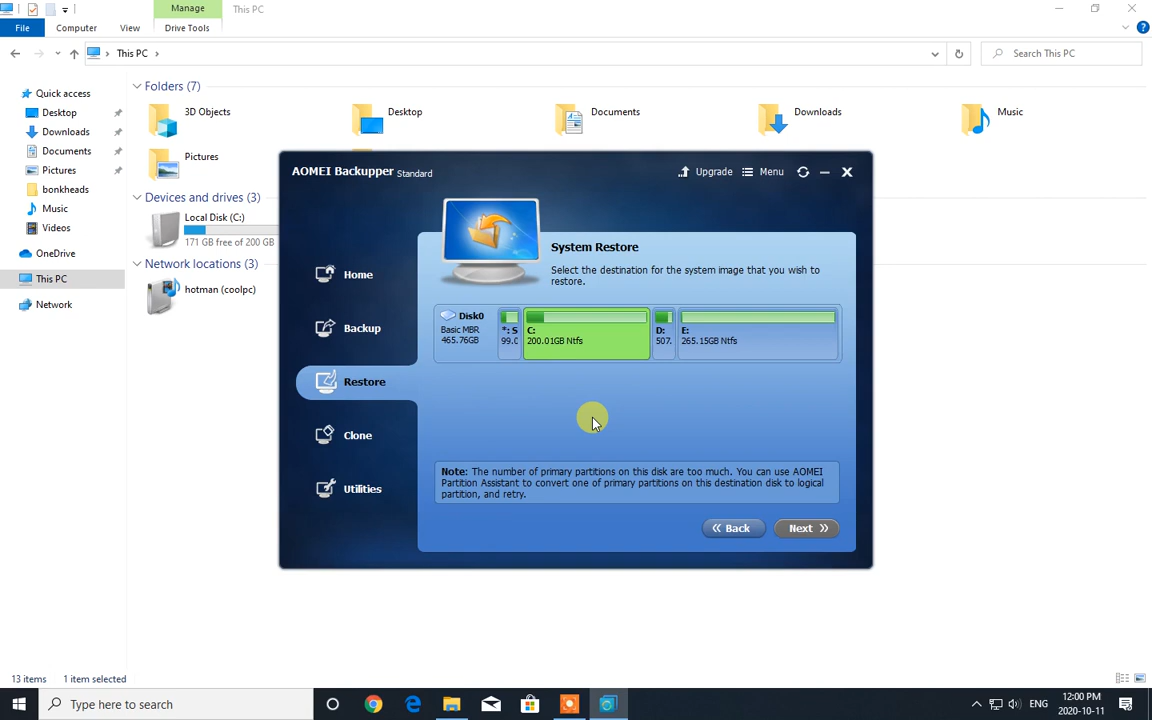 Manage
This PC
File
Computer
View
Drive Tools
This PC
Search This PC
Quick access
Desktop
Downloads
Documents
Pictures
bonkheads
Music
Videos
OneDrive
This PC
Network
Folders (7)
3D Objects
Desktop
Documents
Downloads
Music
Pictures
Devices and drives (3)
Local Disk (C:)
171 GB free of 200 GB
Network locations (3)
hotman (coolpc)
AOMEI Backupper Standard
Upgrade
Menu
Home
Backup
Restore
Clone
Utilities
System Restore
Select the destination for the system image that you wish to
restore.
Disk0
Basic MBR
465.76GB
*: S
99.0
C:
200.01GB Ntfs
D:
507.
E:
265.15GB Ntfs
Note: The number of primary partitions on this disk are too much. You can use AOMEI
Partition Assistant to convert one of primary partitions on this destination disk to logical
partition, and retry.
Back
Next
13 items
1 item selected
Type here to search
ENG
12:00 PM
2020-10-11